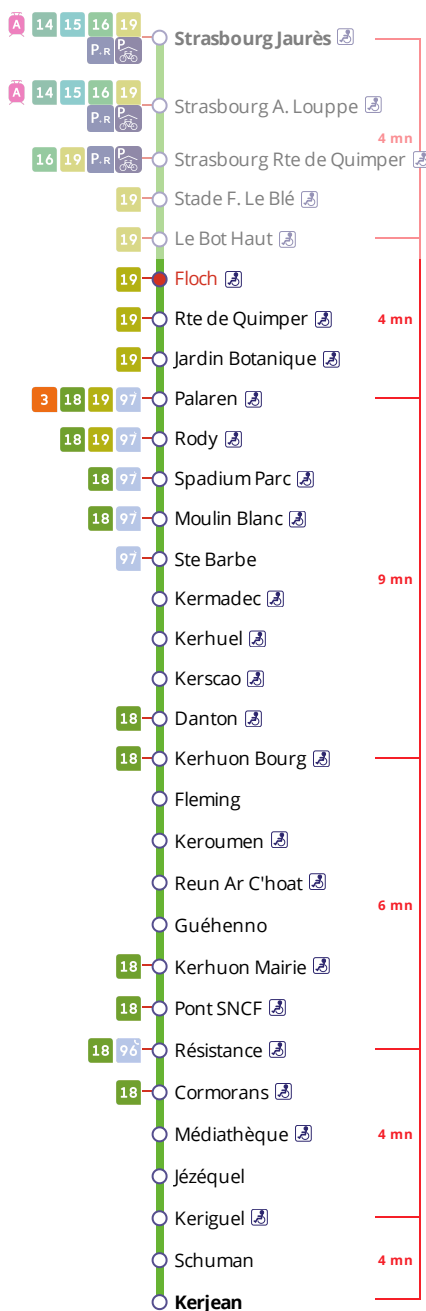 A 14 15 16 19 Strasbourg Jaurès
P+R P
A 14 15 16 19 Strasbourg A. Louppe
P+R P
4 mn
16 19 P+R P Strasbourg Rte de Quimper
19 Stade F. Le Blé
19 Le Bot Haut
19 Floch
19 Rte de Quimper 4 mn
19 Jardin Botanique
3 18 19 97 Palaren
18 19 97 Rody
18 97 Spadium Parc
18 97 Moulin Blanc
97 Ste Barbe
9 mn
Kermadec
Kerhuel
Kerscao
18 Danton
18 Kerhuon Bourg
Fleming
Keroumen
Reun Ar C'hoat
6 mn
Guéhenno
18 Kerhuon Mairie
18 Pont SNCF
18 96 Résistance
18 Cormorans
Médiathèque 4 mn
Jézéquel
Keriguel
Schuman 4 mn
Kerjean